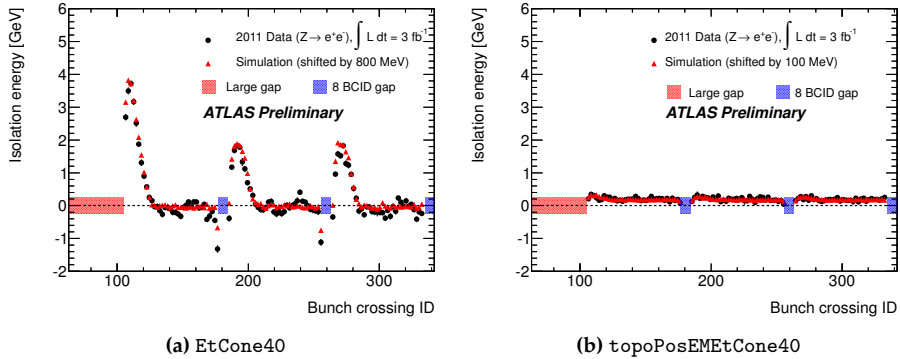 Isolation energy [GeV]
6
5
4
3
2
1
0
-1
-2
100
200
300
Bunch crossing ID
2011 Data (Z→ e⁺e⁻), ∫ L dt = 3 fb⁻¹
Simulation (shifted by 800 MeV)
Large gap
8 BCID gap
ATLAS Preliminary
(a) EtCone40
Isolation energy [GeV]
6
5
4
3
2
1
0
-1
-2
100
200
300
Bunch crossing ID
2011 Data (Z→ e⁺e⁻), ∫ L dt = 3 fb⁻¹
Simulation (shifted by 100 MeV)
Large gap
8 BCID gap
ATLAS Preliminary
(b) topoPosEMEtCone40